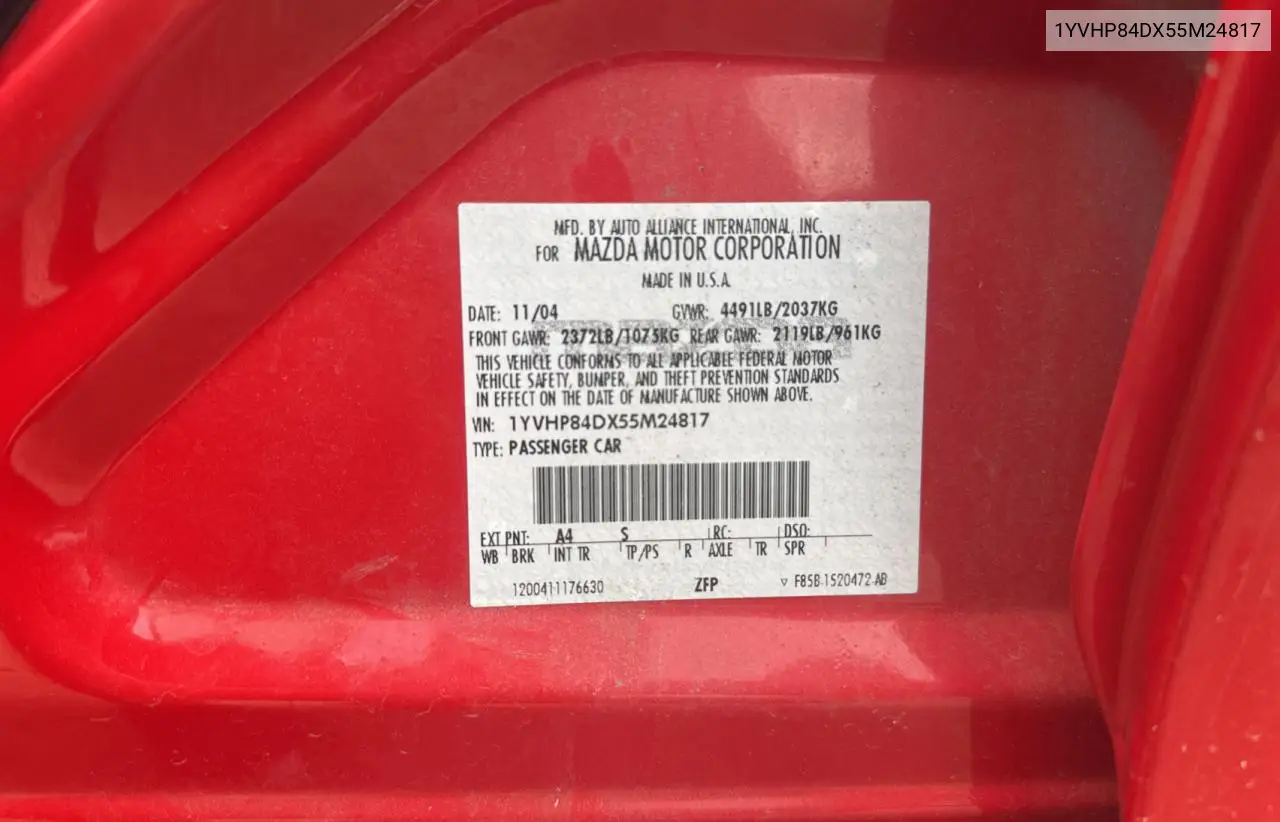 1YVHP84DX55M24817
MFD. BY AUTO ALLIANCE INTERNATIONAL, INC.
FOR MAZDA MOTOR CORPORATION
MADE IN U.S.A.
DATE: 11/04 GVWR: 4491LB/2037KG
FRONT GAWR: 2372LB/1075KG REAR GAWR: 2119LB/961KG
THIS VEHICLE CONFORMS TO ALL APPLICABLE FEDERAL MOTOR
VEHICLE SAFETY, BUMPER, AND THEFT PREVENTION STANDARDS
IN EFFECT ON THE DATE OF MANUFACTURE SHOWN ABOVE.
VIN: 1YVHP84DX55M24817
TYPE: PASSENGER CAR
EXT PNT: A4 S RC: DSO:
WB BRK INT TR TP/PS R AXLE TR SPR
1200411176630 ZFP F85B-1520472-AB